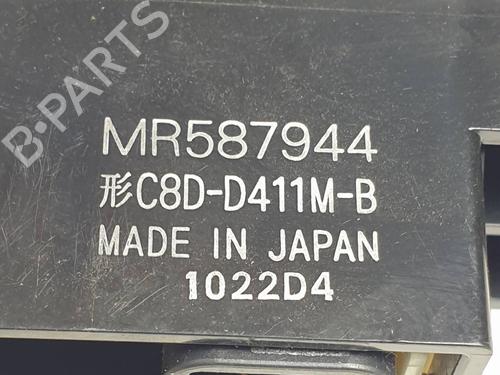 B-PARTS
MR587944
形C8D-D411M-B
MADE IN JAPAN
1022D4